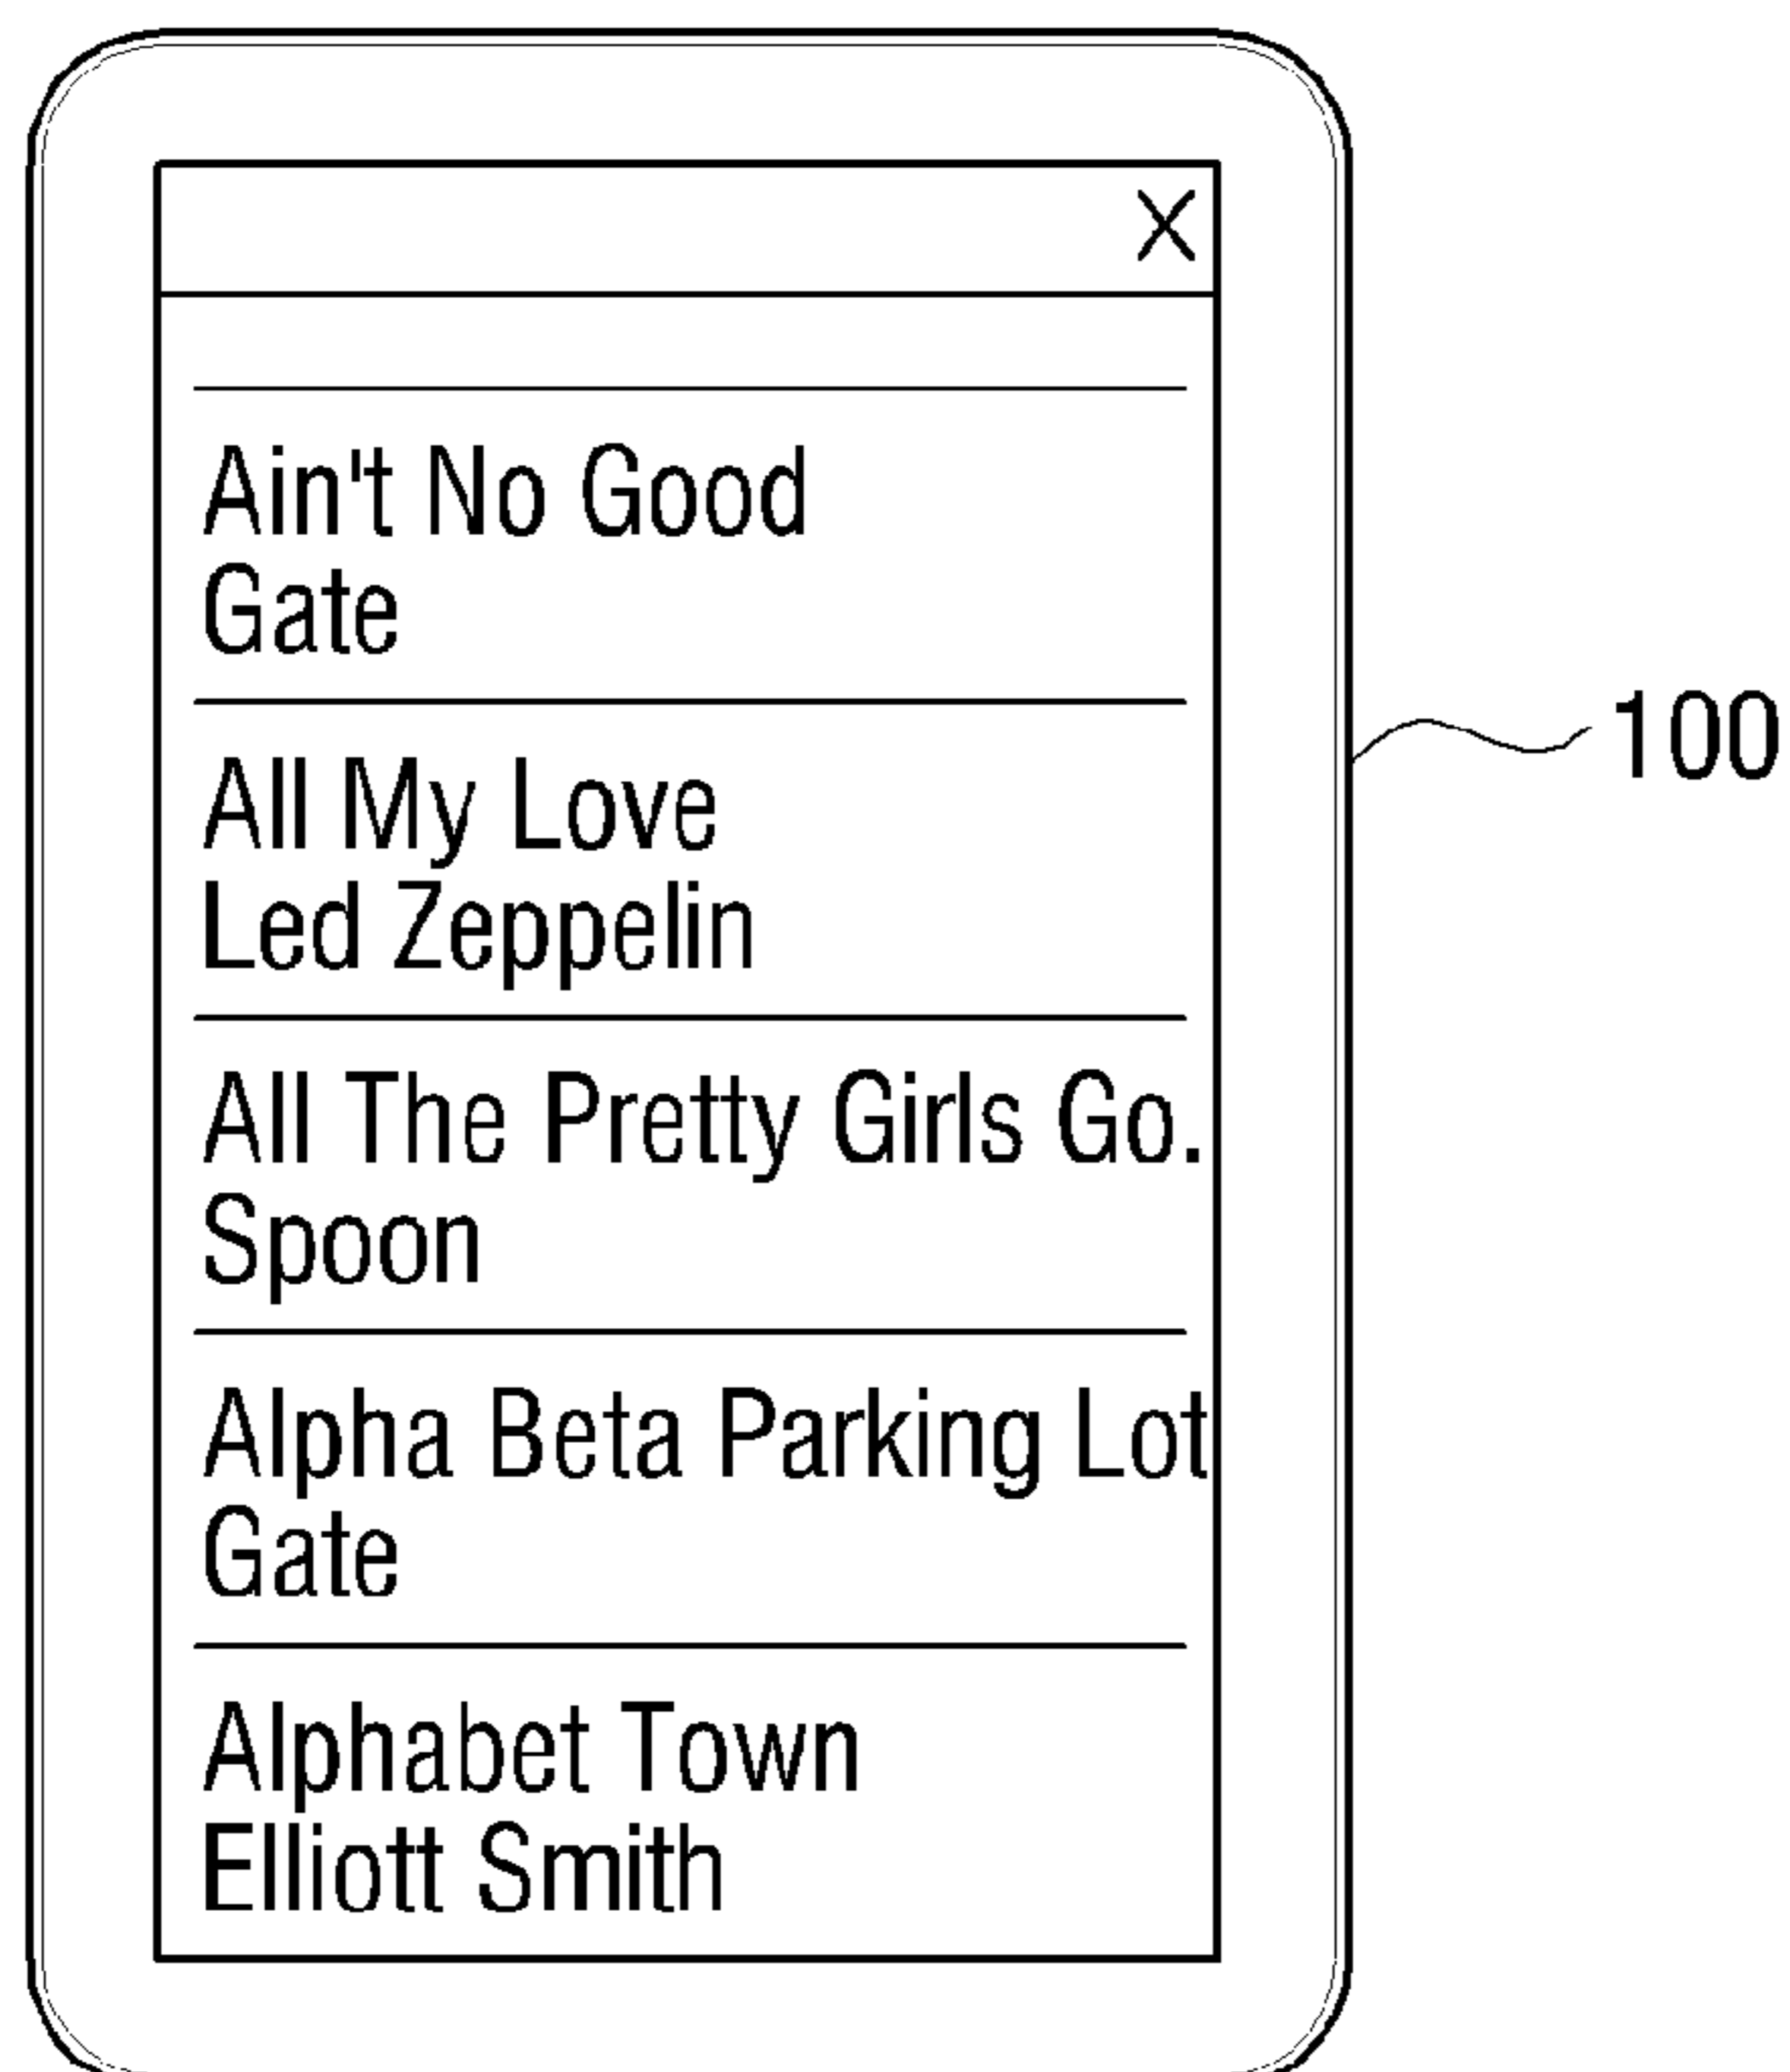 X
Ain't No Good
Gate
All My Love
Led Zeppelin
100
All The Pretty Girls Go.
Spoon
Alpha Beta Parking Lot
Gate
Alphabet Town
Elliott Smith